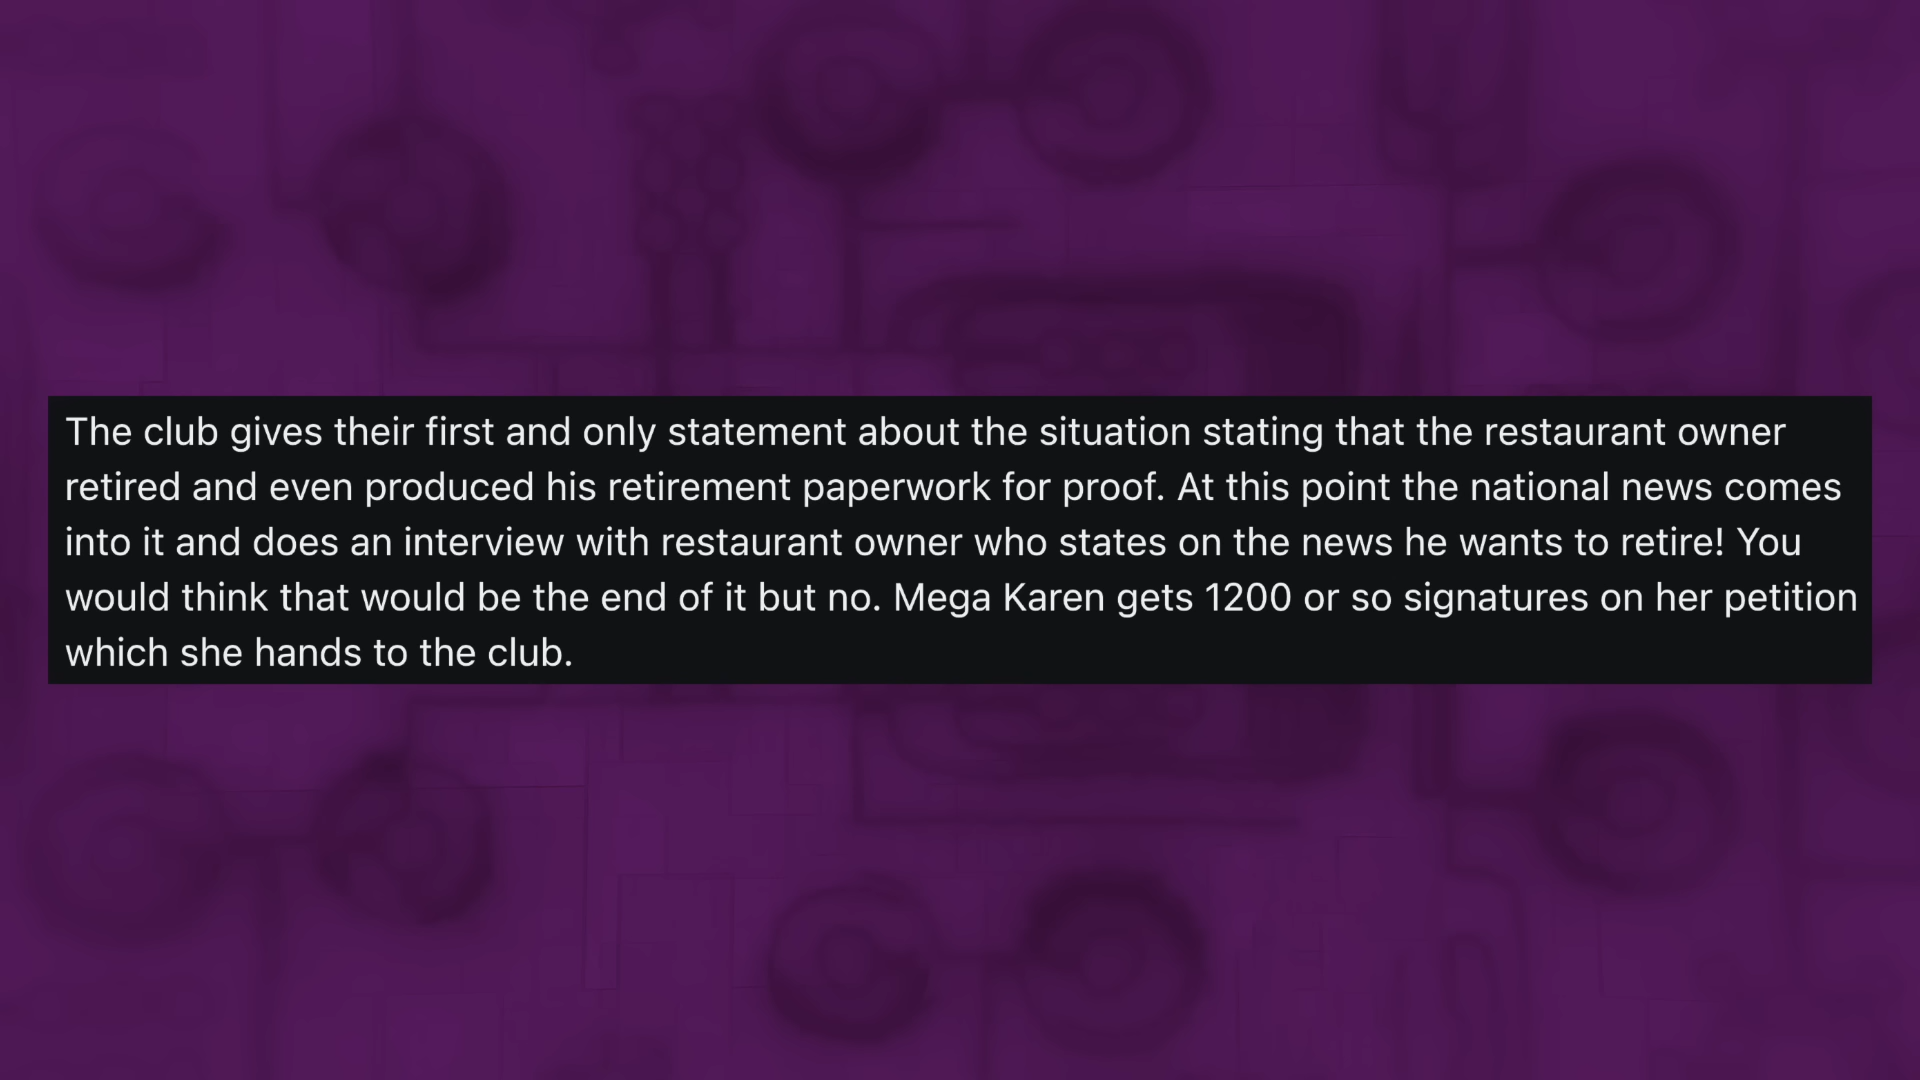 The club gives their first and only statement about the situation stating that the restaurant owner
retired and even produced his retirement paperwork for proof. At this point the national news comes
into it and does an interview with restaurant owner who states on the news he wants to retire! You
would think that would be the end of it but no. Mega Karen gets 1200 or so signatures on her petition
which she hands to the club.